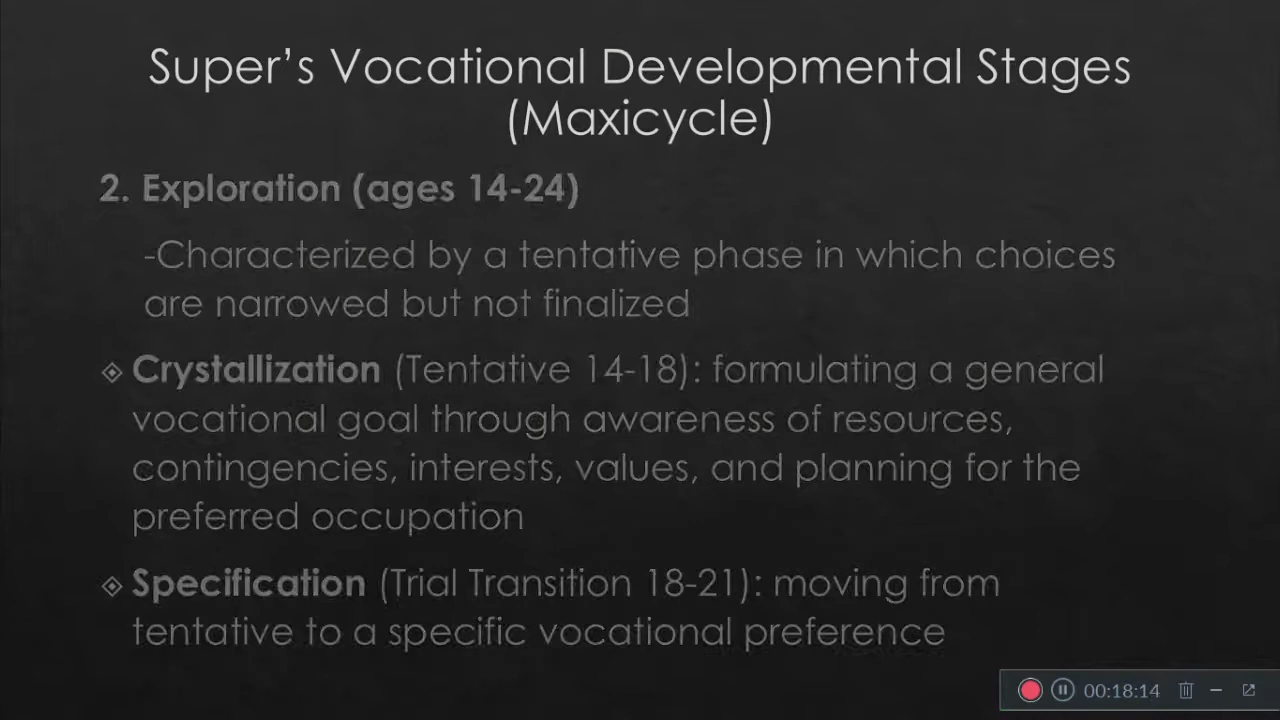 Super's Vocational Developmental Stages
(Maxicycle)
2. Exploration (ages 14-24)
-Characterized by a tentative phase in which choices
are narrowed but not finalized
Crystallization (Tentative 14-18): formulating a general
vocational goal through awareness of resources,
contingencies, interests, values, and planning for the
preferred occupation
Specification (Trial Transition 18-21): moving from
tentative to a specific vocational preference
00:18:14